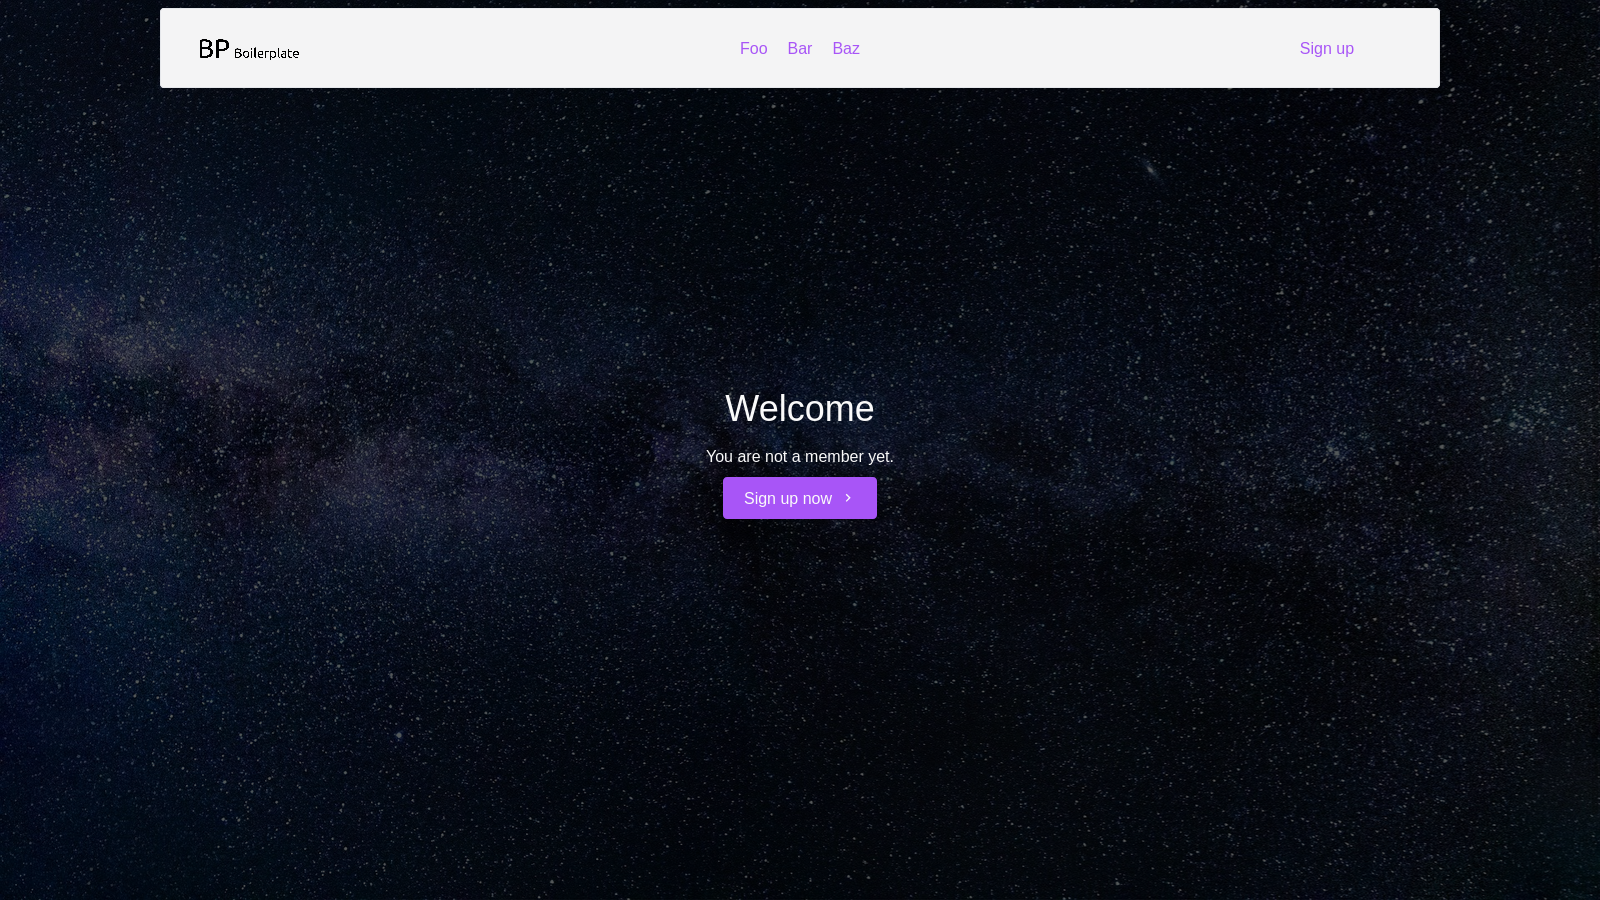 BP Boilerplate
Foo Bar Baz
Sign up
Welcome
You are not a member yet.
Sign up now